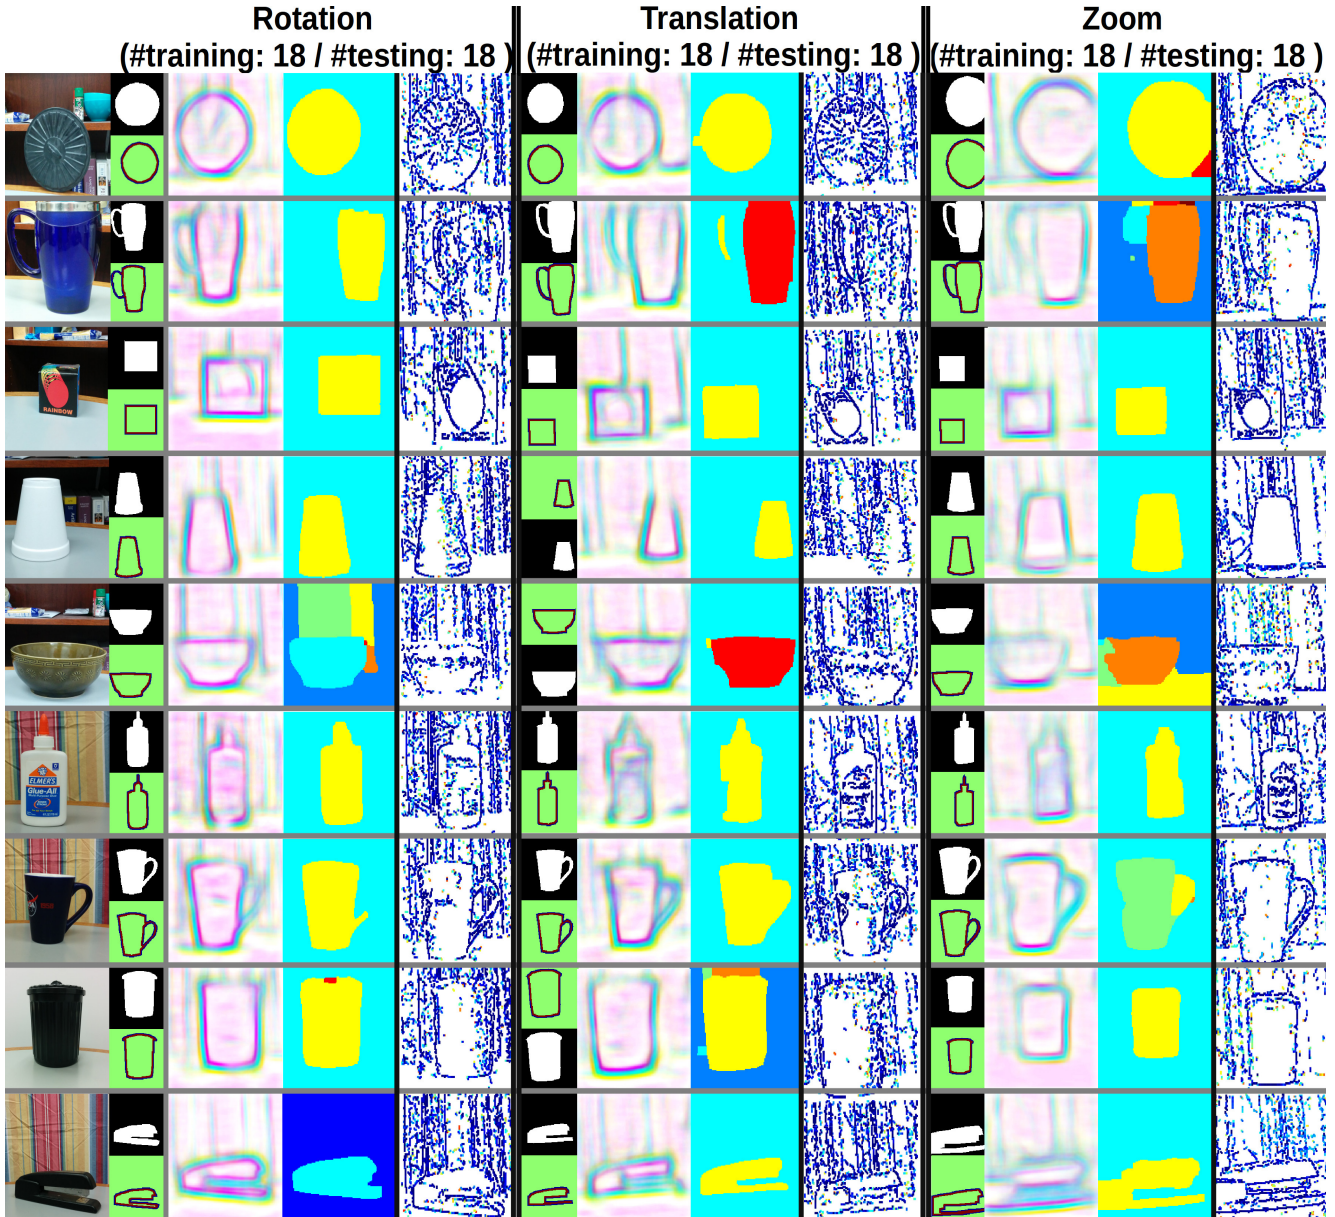 Rotation
(#training: 18 / #testing: 18 )
Translation
(#training: 18 / #testing: 18 )
Zoom
(#training: 18 / #testing: 18 )
RAINBOW
ELMER'S
Glue-All